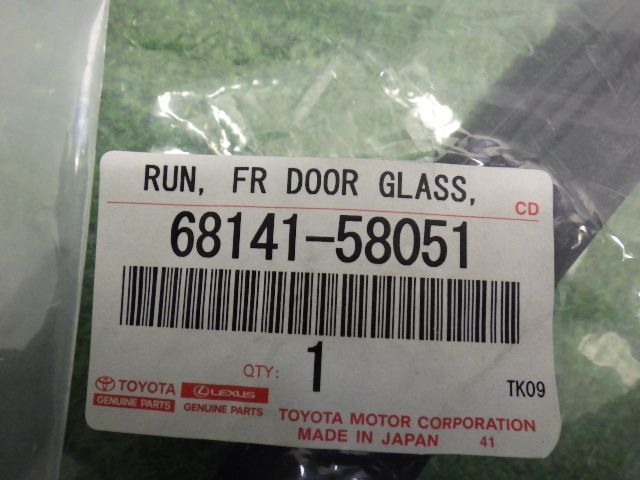 RUN, FR DOOR GLASS,
CD
68141-58051
QTY: 1
TK09
TOYOTA
GENUINE PARTS
LEXUS
GENUINE PARTS
TOYOTA MOTOR CORPORATION
MADE IN JAPAN 41